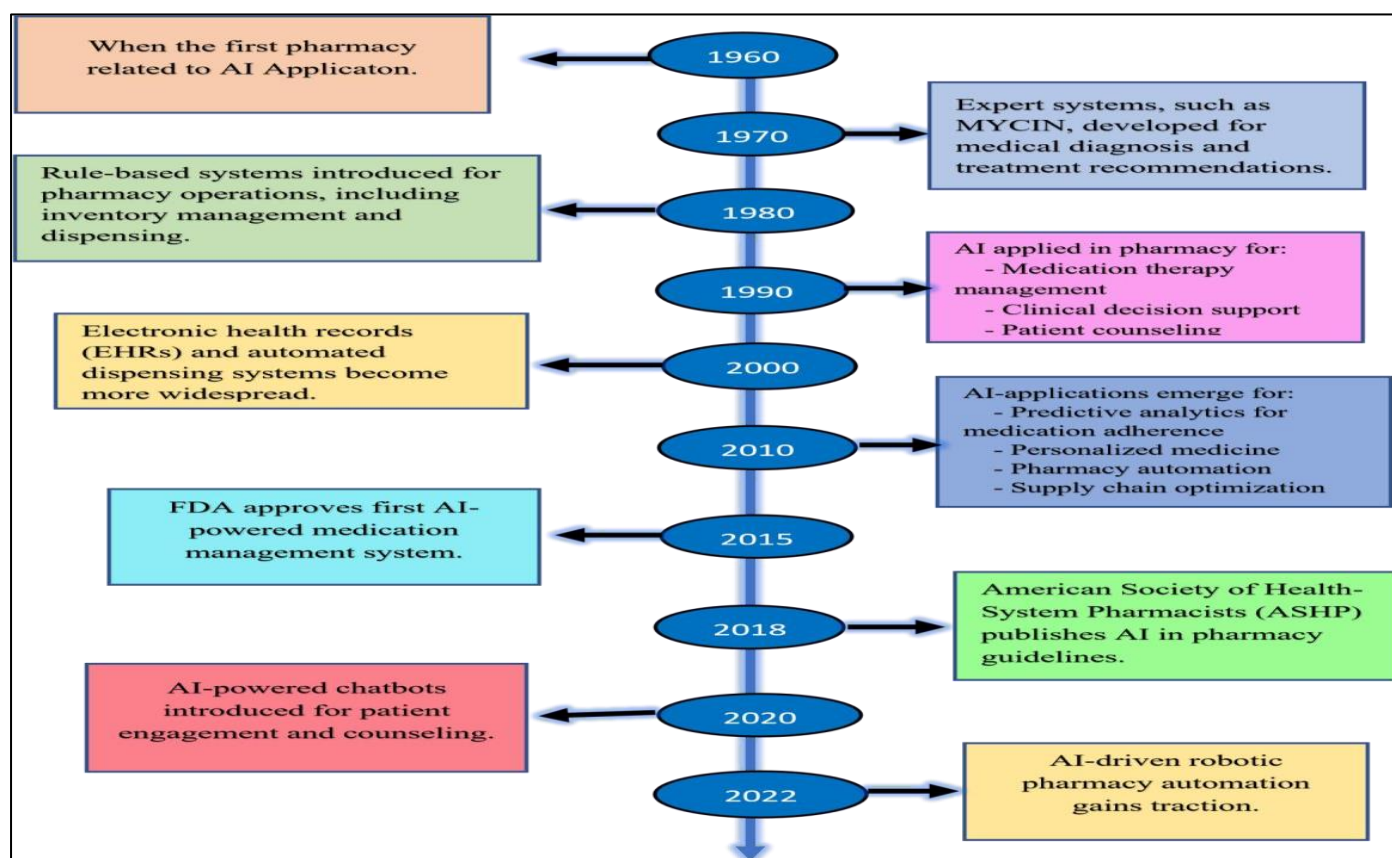 When the first pharmacy
related to AI Applicaton.
1960
1970
Expert systems, such as
MYCIN, developed for
medical diagnosis and
treatment recommendations.
Rule-based systems introduced for
pharmacy operations, including
inventory management and
dispensing.
1980
1990
AI applied in pharmacy for:
- Medication therapy
management
- Clinical decision support
- Patient counseling
Electronic health records
(EHRs) and automated
dispensing systems become
more widespread.
2000
2010
AI-applications emerge for:
- Predictive analytics for
medication adherence
- Personalized medicine
- Pharmacy automation
- Supply chain optimization
FDA approves first AI-
powered medication
management system.
2015
2018
American Society of Health-
System Pharmacists (ASHP)
publishes AI in pharmacy
guidelines.
AI-powered chatbots
introduced for patient
engagement and counseling.
2020
2022
AI-driven robotic
pharmacy automation
gains traction.